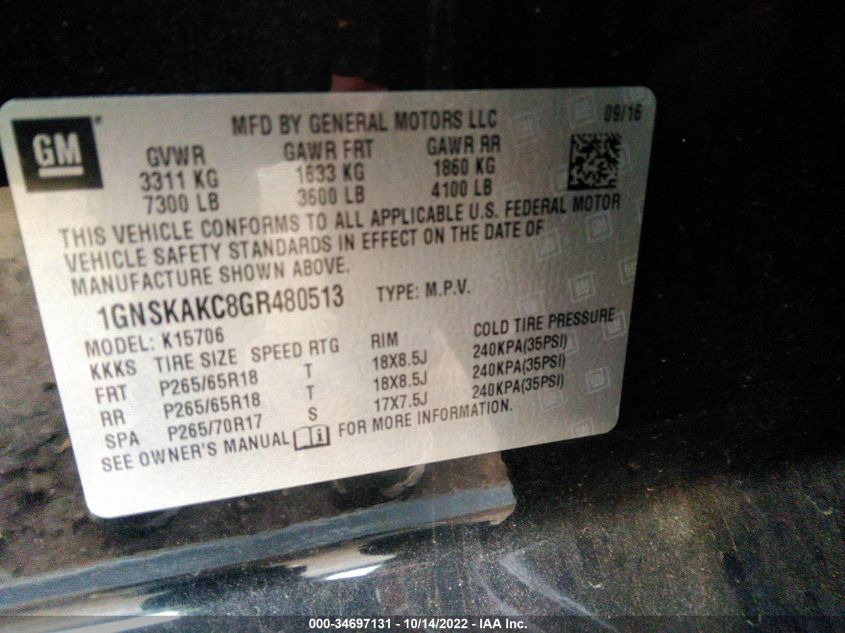 GM
MFD BY GENERAL MOTORS LLC
09/16
GVWR GAWR FRT GAWR RR
3311 KG 1633 KG 1860 KG
7300 LB 3600 LB 4100 LB
THIS VEHICLE CONFORMS TO ALL APPLICABLE U.S. FEDERAL MOTOR
VEHICLE SAFETY STANDARDS IN EFFECT ON THE DATE OF
MANUFACTURE SHOWN ABOVE.
1GNSKAKC8GR480513 TYPE: M.P.V.
MODEL: K15706
KKKS TIRE SIZE SPEED RTG RIM COLD TIRE PRESSURE
FRT P265/65R18 T 18X8.5J 240KPA(35PSI)
RR P265/65R18 T 18X8.5J 240KPA(35PSI)
SPA P265/70R17 S 17X7.5J 240KPA(35PSI)
SEE OWNER'S MANUAL FOR MORE INFORMATION.
000-34697131 - 10/14/2022 - IAA Inc.